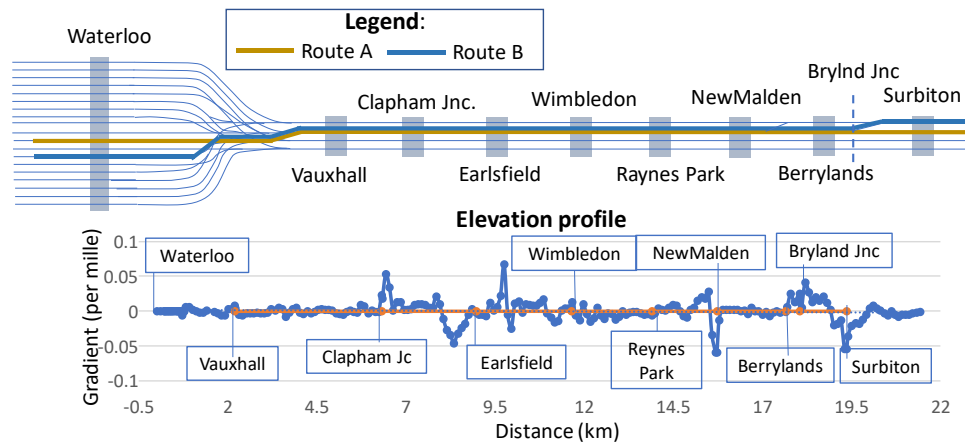 Legend:
Route A
Route B
Waterloo
Brylnd Jnc
Clapham Jnc.
Wimbledon
NewMalden
Surbiton
Vauxhall
Earlsfield
Raynes Park
Berrylands
Elevation profile
Gradient (per mille)
0.1
0.05
0
-0.05
-0.1
Waterloo
Wimbledon
NewMalden
Bryland Jnc
Vauxhall
Clapham Jc
Earlsfield
Reynes
Park
Berrylands
Surbiton
-0.5
2
4.5
7
9.5
12
14.5
17
19.5
22
Distance (km)